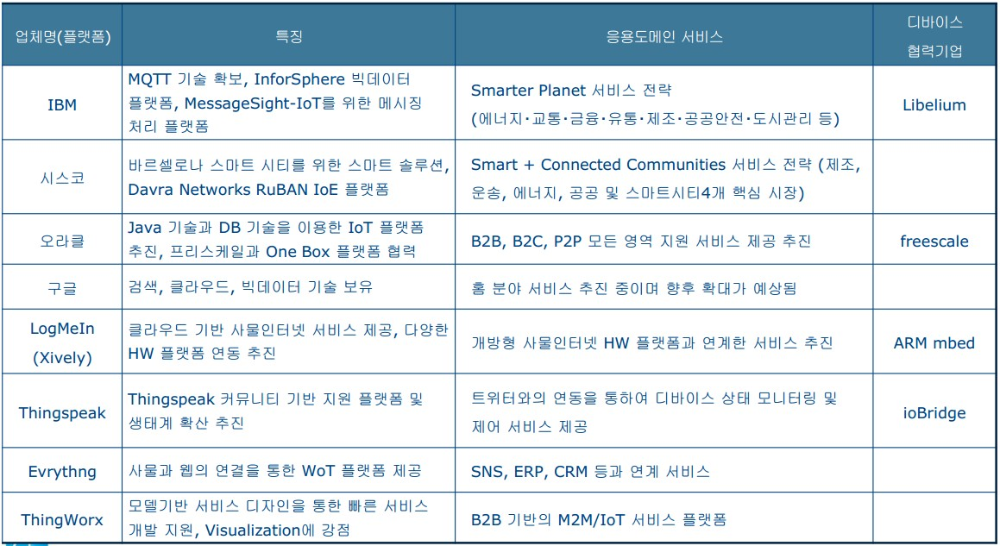 업체명(플랫폼)
특징
응용도메인 서비스
디바이스
협력기업
IBM
MQTT 기술 확보, InforSphere 빅데이터
플랫폼, MessageSight-IoT를 위한 메시징
처리 플랫폼
Smarter Planet 서비스 전략
(에너지·교통·금융·유통·제조·공공안전·도시관리 등)
Libelium
시스코
바르셀로나 스마트 시티를 위한 스마트 솔루션,
Davra Networks RuBAN IoE 플랫폼
Smart + Connected Communities 서비스 전략 (제조,
운송, 에너지, 공공 및 스마트시티4개 핵심 시장)
오라클
Java 기술과 DB 기술을 이용한 IoT 플랫폼
추진, 프리스케일과 One Box 플랫폼 협력
B2B, B2C, P2P 모든 영역 지원 서비스 제공 추진
freescale
구글
검색, 클라우드, 빅데이터 기술 보유
홈 분야 서비스 추진 중이며 향후 확대가 예상됨
LogMeIn
(Xively)
클라우드 기반 사물인터넷 서비스 제공, 다양한
HW 플랫폼 연동 추진
개방형 사물인터넷 HW 플랫폼과 연계한 서비스 추진
ARM mbed
Thingspeak
Thingspeak 커뮤니티 기반 지원 플랫폼 및
생태계 확산 추진
트위터와의 연동을 통하여 디바이스 상태 모니터링 및
제어 서비스 제공
ioBridge
Evrythng
사물과 웹의 연결을 통한 WoT 플랫폼 제공
SNS, ERP, CRM 등과 연계 서비스
ThingWorx
모델기반 서비스 디자인을 통한 빠른 서비스
개발 지원, Visualization에 강점
B2B 기반의 M2M/IoT 서비스 플랫폼